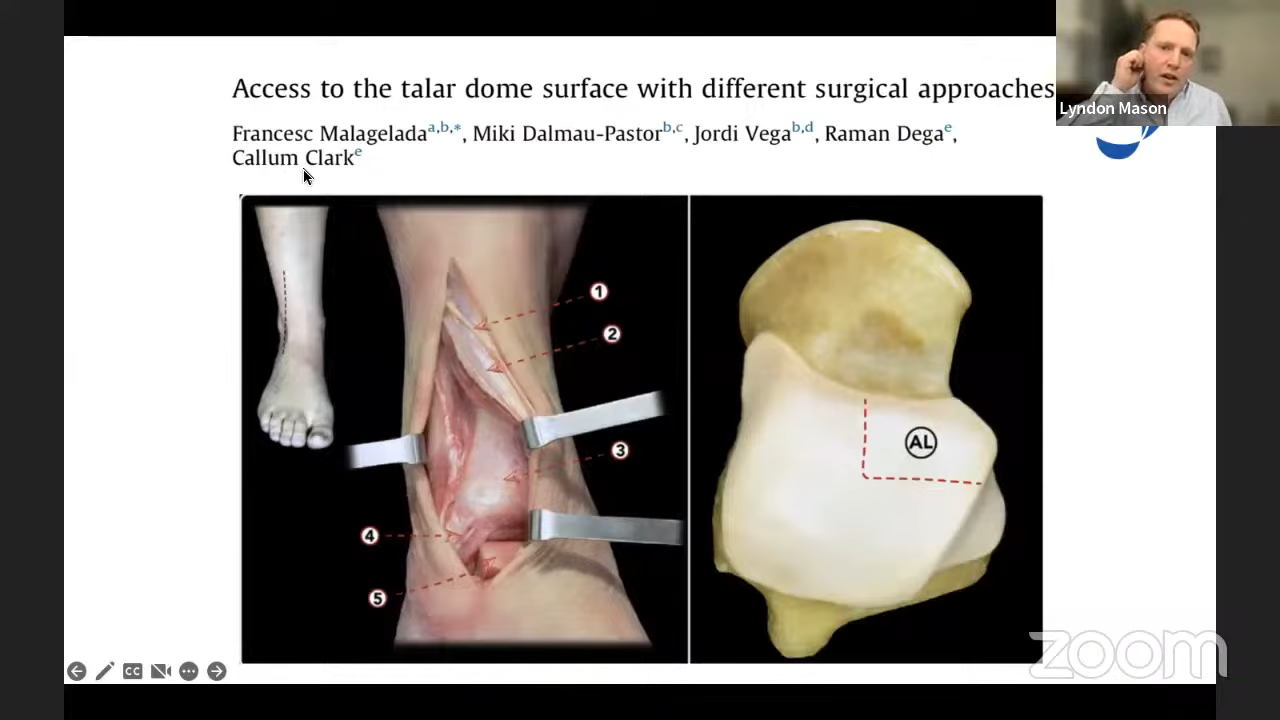 Access to the talar dome surface with different surgical approaches
Francesc Malagelada a,b,*, Miki Dalmau-Pastor b,c, Jordi Vega b,d, Raman Dega e,
Callum Clark e
Lyndon Mason
1
2
3
4
5
AL
CC
zoom